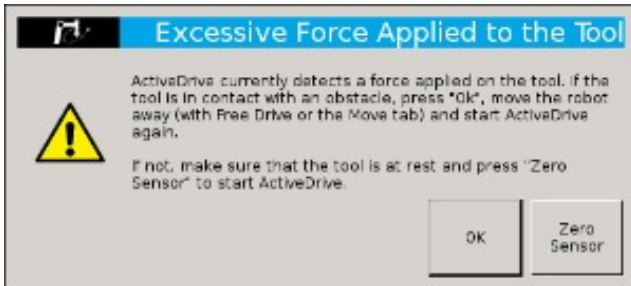 Excessive Force Applied to the Tool
ActiveDrive currently detects a force applied on the tool. If the
tool is in contact with an obstacle, press "Ok", move the robot
away (with Free Drive or the Move tab) and start ActiveDrive
again.
If not, make sure that the tool is at rest and press "Zero
Sensor" to start ActiveDrive.
OK
Zero
Sensor